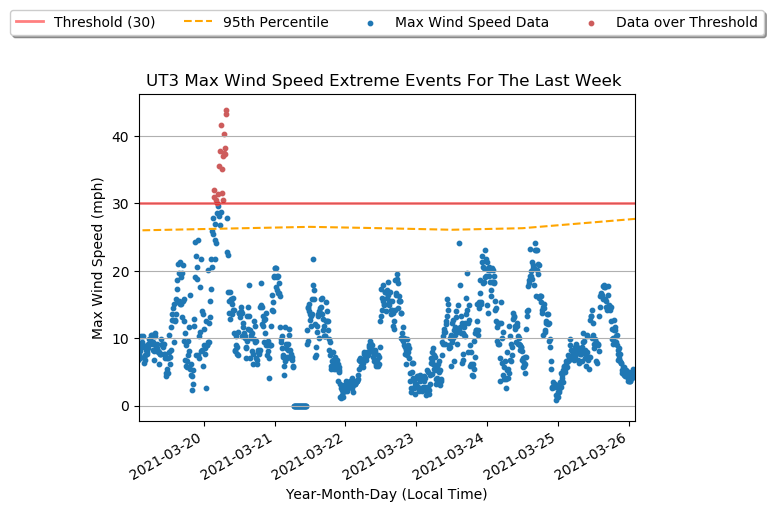 Threshold (30) 95th Percentile Max Wind Speed Data Data over Threshold
UT3 Max Wind Speed Extreme Events For The Last Week
Max Wind Speed (mph)
40
30
20
10
0
2021-03-20 2021-03-21 2021-03-22 2021-03-23 2021-03-24 2021-03-25 2021-03-26
Year-Month-Day (Local Time)